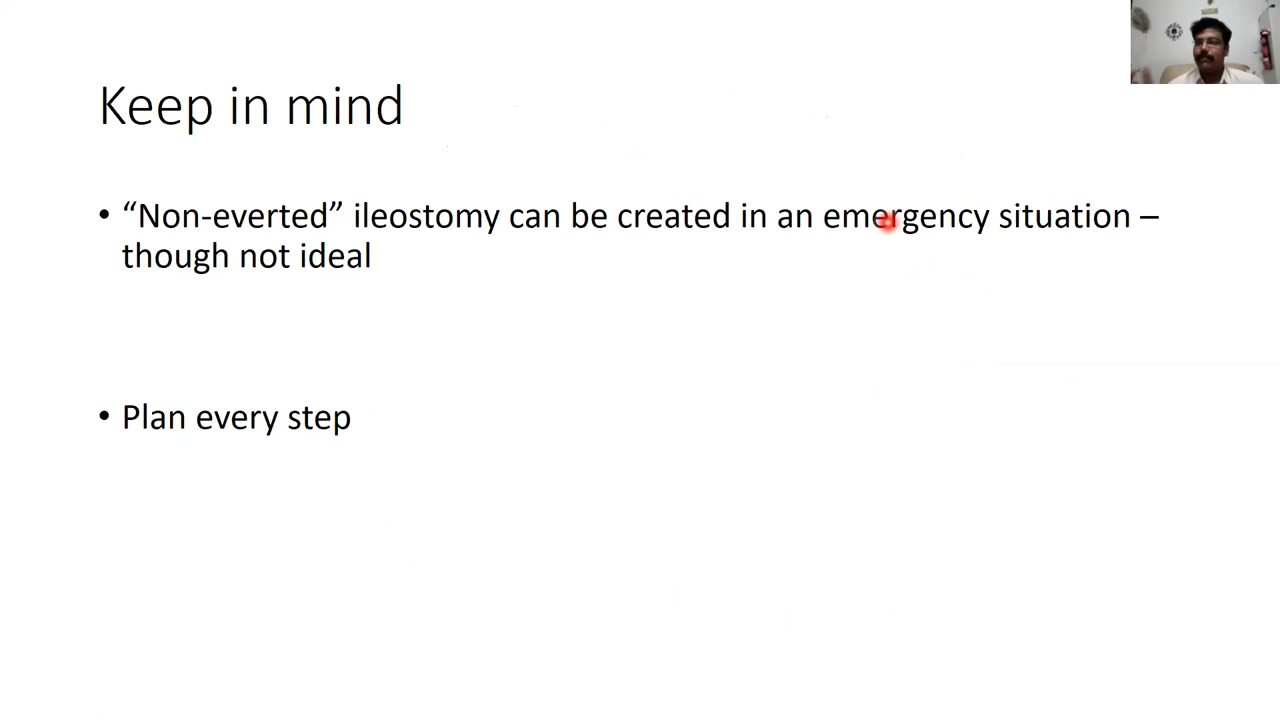 Keep in mind
• “Non-everted” ileostomy can be created in an emergency situation –
though not ideal
• Plan every step